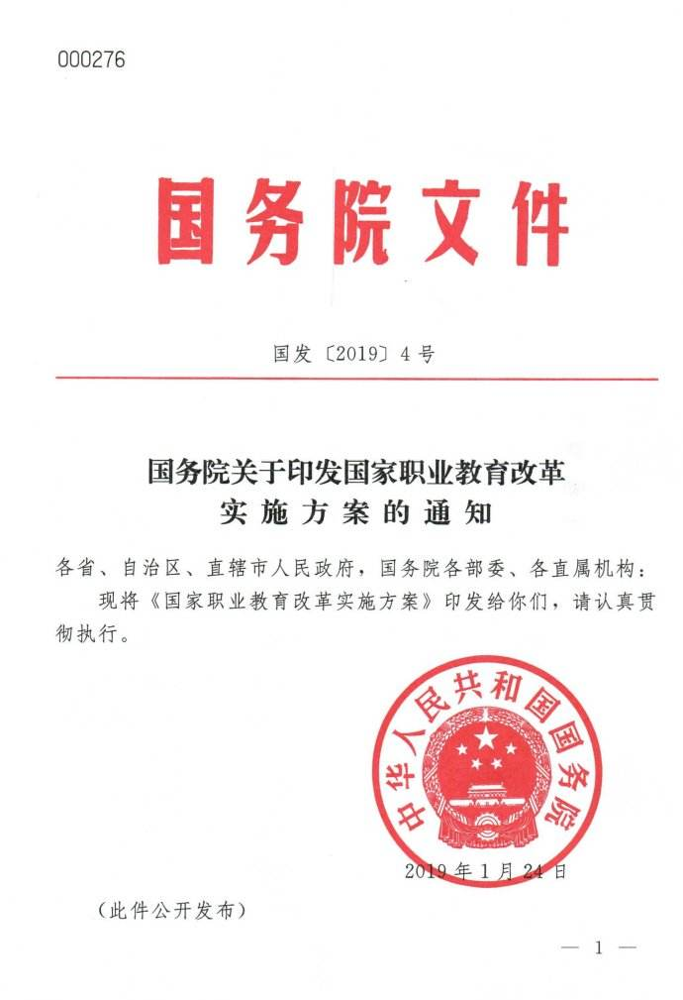 000276
国务院文件
国发〔2019〕4号
国务院关于印发国家职业教育改革
实施方案的通知
各省、自治区、直辖市人民政府，国务院各部委、各直属机构：
现将《国家职业教育改革实施方案》印发给你们，请认真贯
彻执行。
中华人民共和国国务院
2019年1月24日
（此件公开发布）
— 1 —